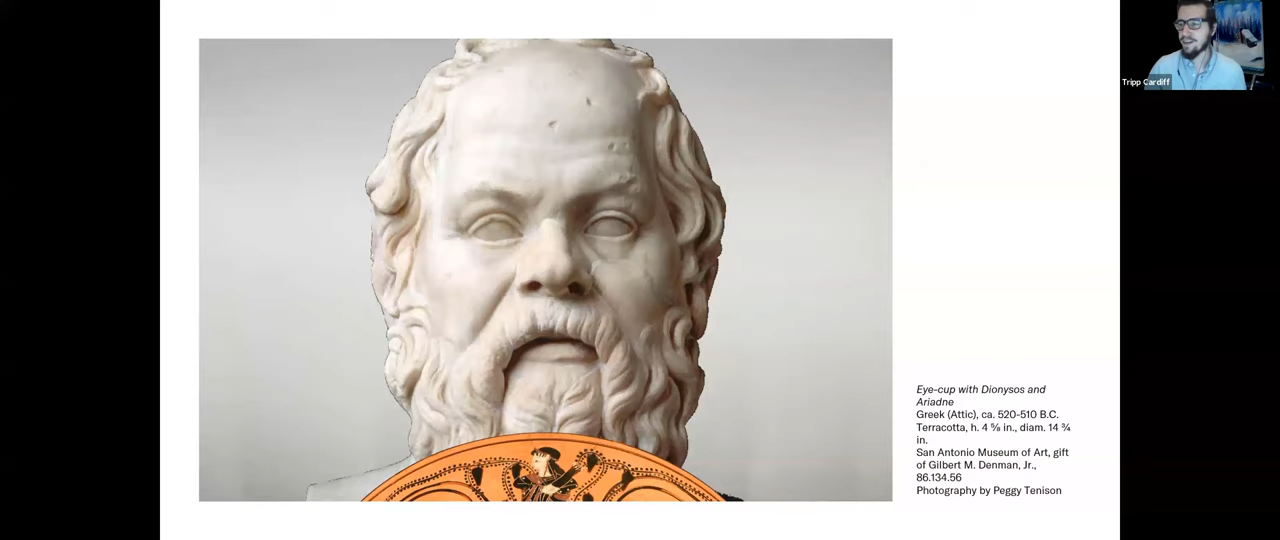 Tripp Cardiff
Eye-cup with Dionysos and
Ariadne
Greek (Attic), ca. 520-510 B.C.
Terracotta, h. 4 ⅝ in., diam. 14 ¾
in.
San Antonio Museum of Art, gift
of Gilbert M. Denman, Jr.,
86.134.56
Photography by Peggy Tenison